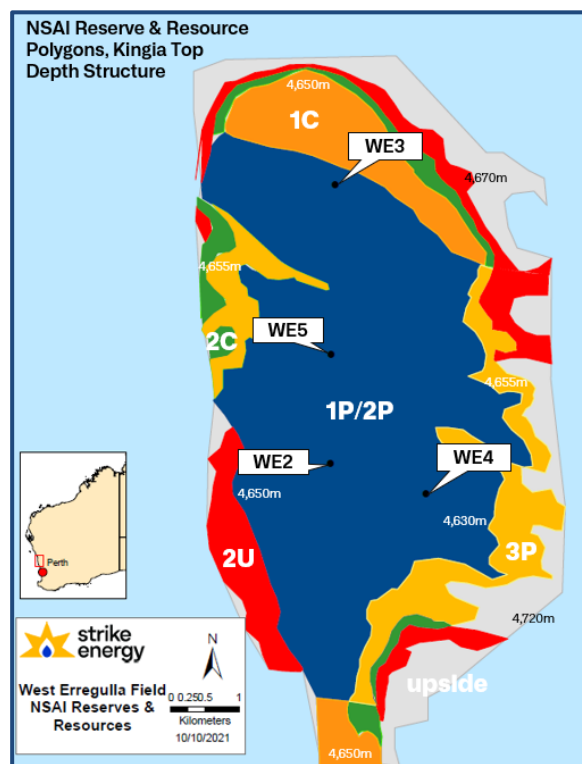 NSAI Reserve & Resource
Polygons, Kingia Top
Depth Structure
4,650m
1C
WE3
4,670m
4,655m
2C
WE5
4,655m
1P/2P
WE2
WE4
4,650m
4,630m
2U
3P
Perth
4,720m
strike
energy
N
upside
West Erregulla Field
NSAI Reserves &
Resources
0 0.250.5 1
Kilometers
10/10/2021
4,650m